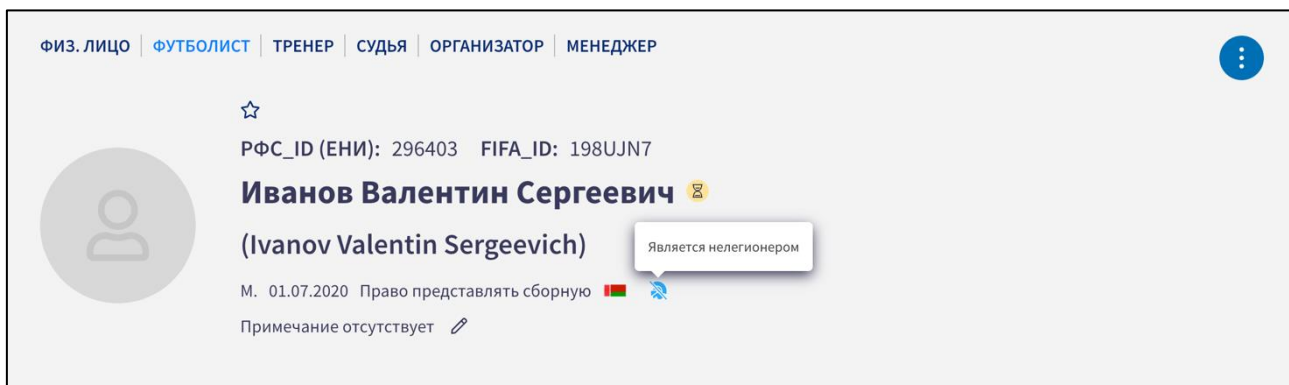 ФИЗ. ЛИЦО ФУТБОЛИСТ ТРЕНЕР СУДЬЯ ОРГАНИЗАТОР МЕНЕДЖЕР
РФС_ID (ЕНИ): 296403 FIFA_ID: 198UJN7
Иванов Валентин Сергеевич
(Ivanov Valentin Sergeevich)
Является нелегионером
М. 01.07.2020 Право представлять сборную
Примечание отсутствует